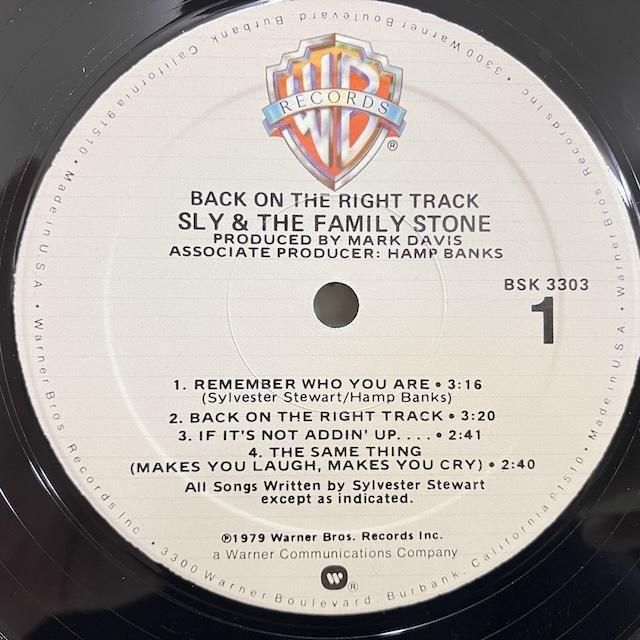 WB
RECORDS
®
BACK ON THE RIGHT TRACK
SLY & THE FAMILY STONE
PRODUCED BY MARK DAVIS
ASSOCIATE PRODUCER: HAMP BANKS
BSK 3303
1
1. REMEMBER WHO YOU ARE • 3:16
(Sylvester Stewart/Hamp Banks)
2. BACK ON THE RIGHT TRACK • 3:20
3. IF IT'S NOT ADDIN' UP.... • 2:41
4. THE SAME THING
(MAKES YOU LAUGH, MAKES YOU CRY) • 2:40
All Songs Written by Sylvester Stewart
except as indicated.
℗1979 Warner Bros. Records Inc.
a Warner Communications Company
W ®
Warner Bros. Records Inc. • 3300 Warner Boulevard, Burbank, California 91510 • Made in U.S.A. • Warner Bros. Records Inc. • 3300 Warner Boulevard, Burbank, California 91510 • Made in U.S.A. •